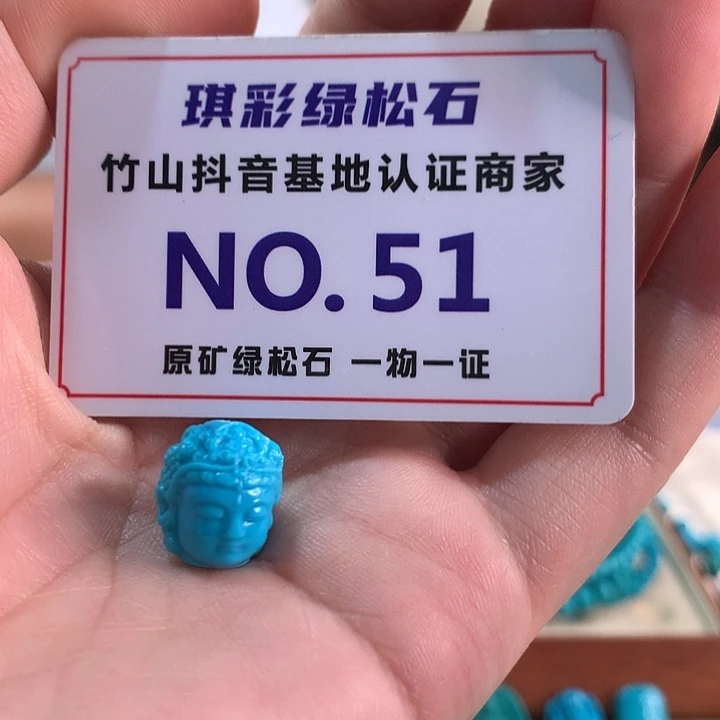 琪彩绿松石
竹山抖音基地认证商家
NO. 51
原矿绿松石 一物一证